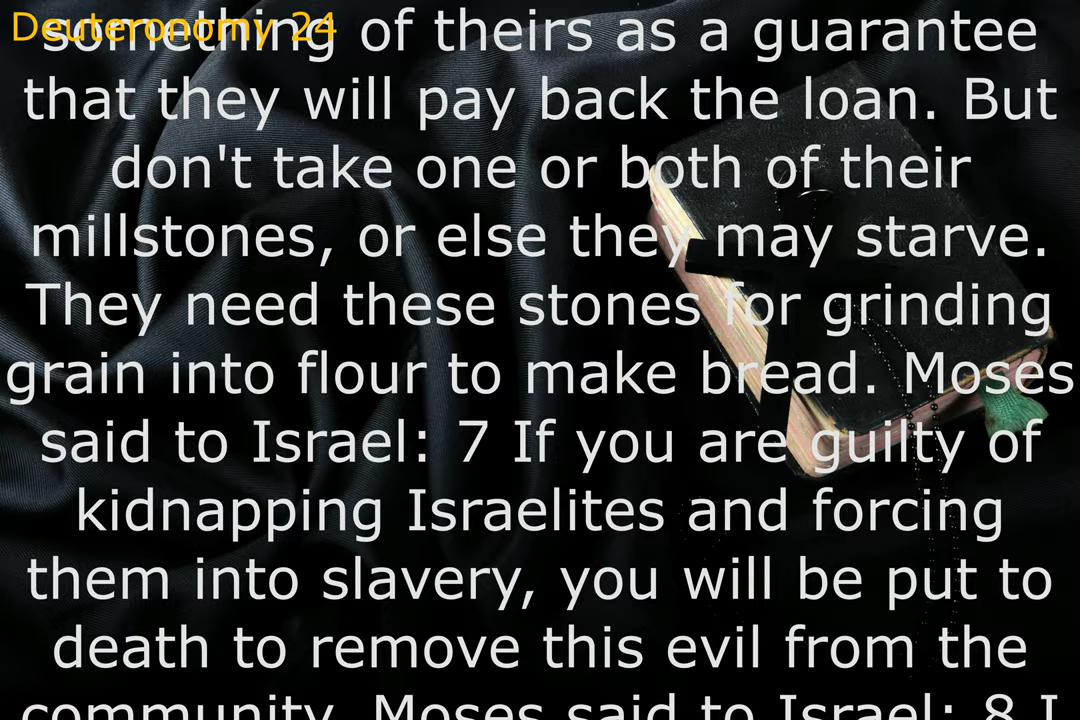 Deuteronomy 24
something of theirs as a guarantee
that they will pay back the loan. But
don't take one or both of their
millstones, or else they may starve.
They need these stones for grinding
grain into flour to make bread. Moses
said to Israel: 7 If you are guilty of
kidnapping Israelites and forcing
them into slavery, you will be put to
death to remove this evil from the
community. Moses said to Israel: 8 I